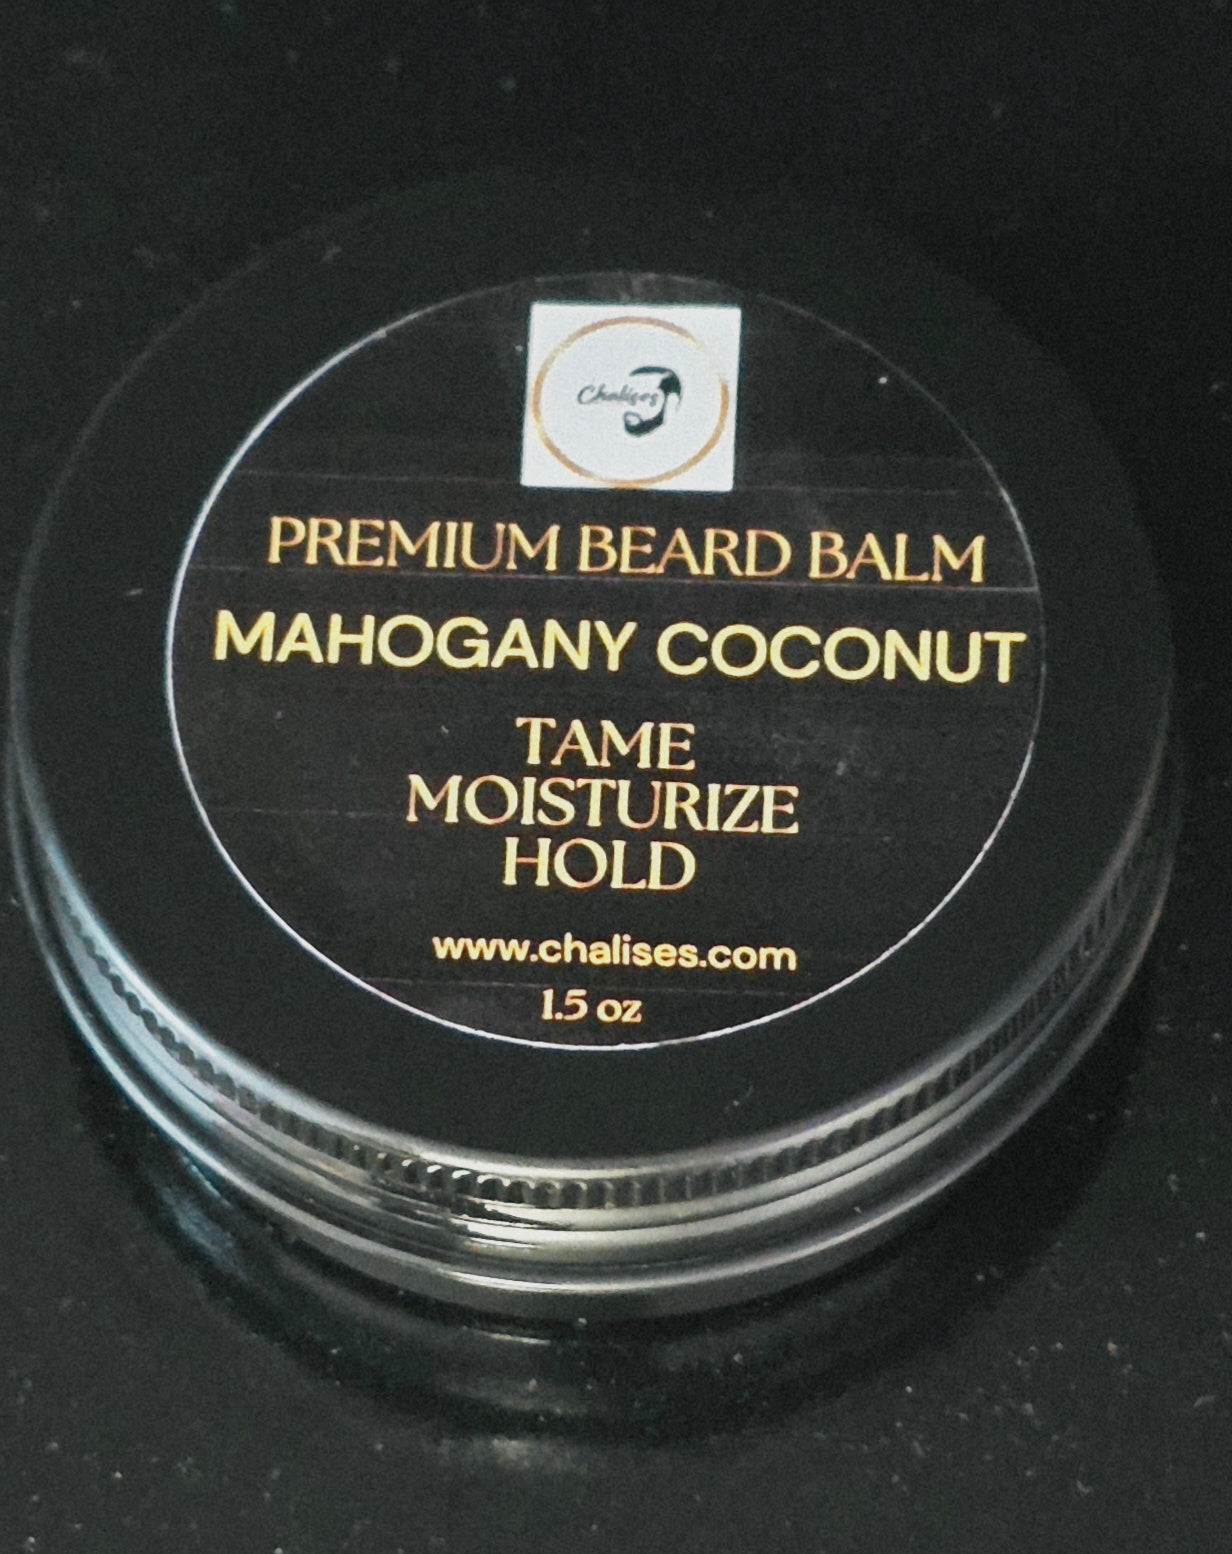 Chalises
PREMIUM BEARD BALM
MAHOGANY COCONUT
TAME
MOISTURIZE
HOLD
www.chalises.com
1.5 oz